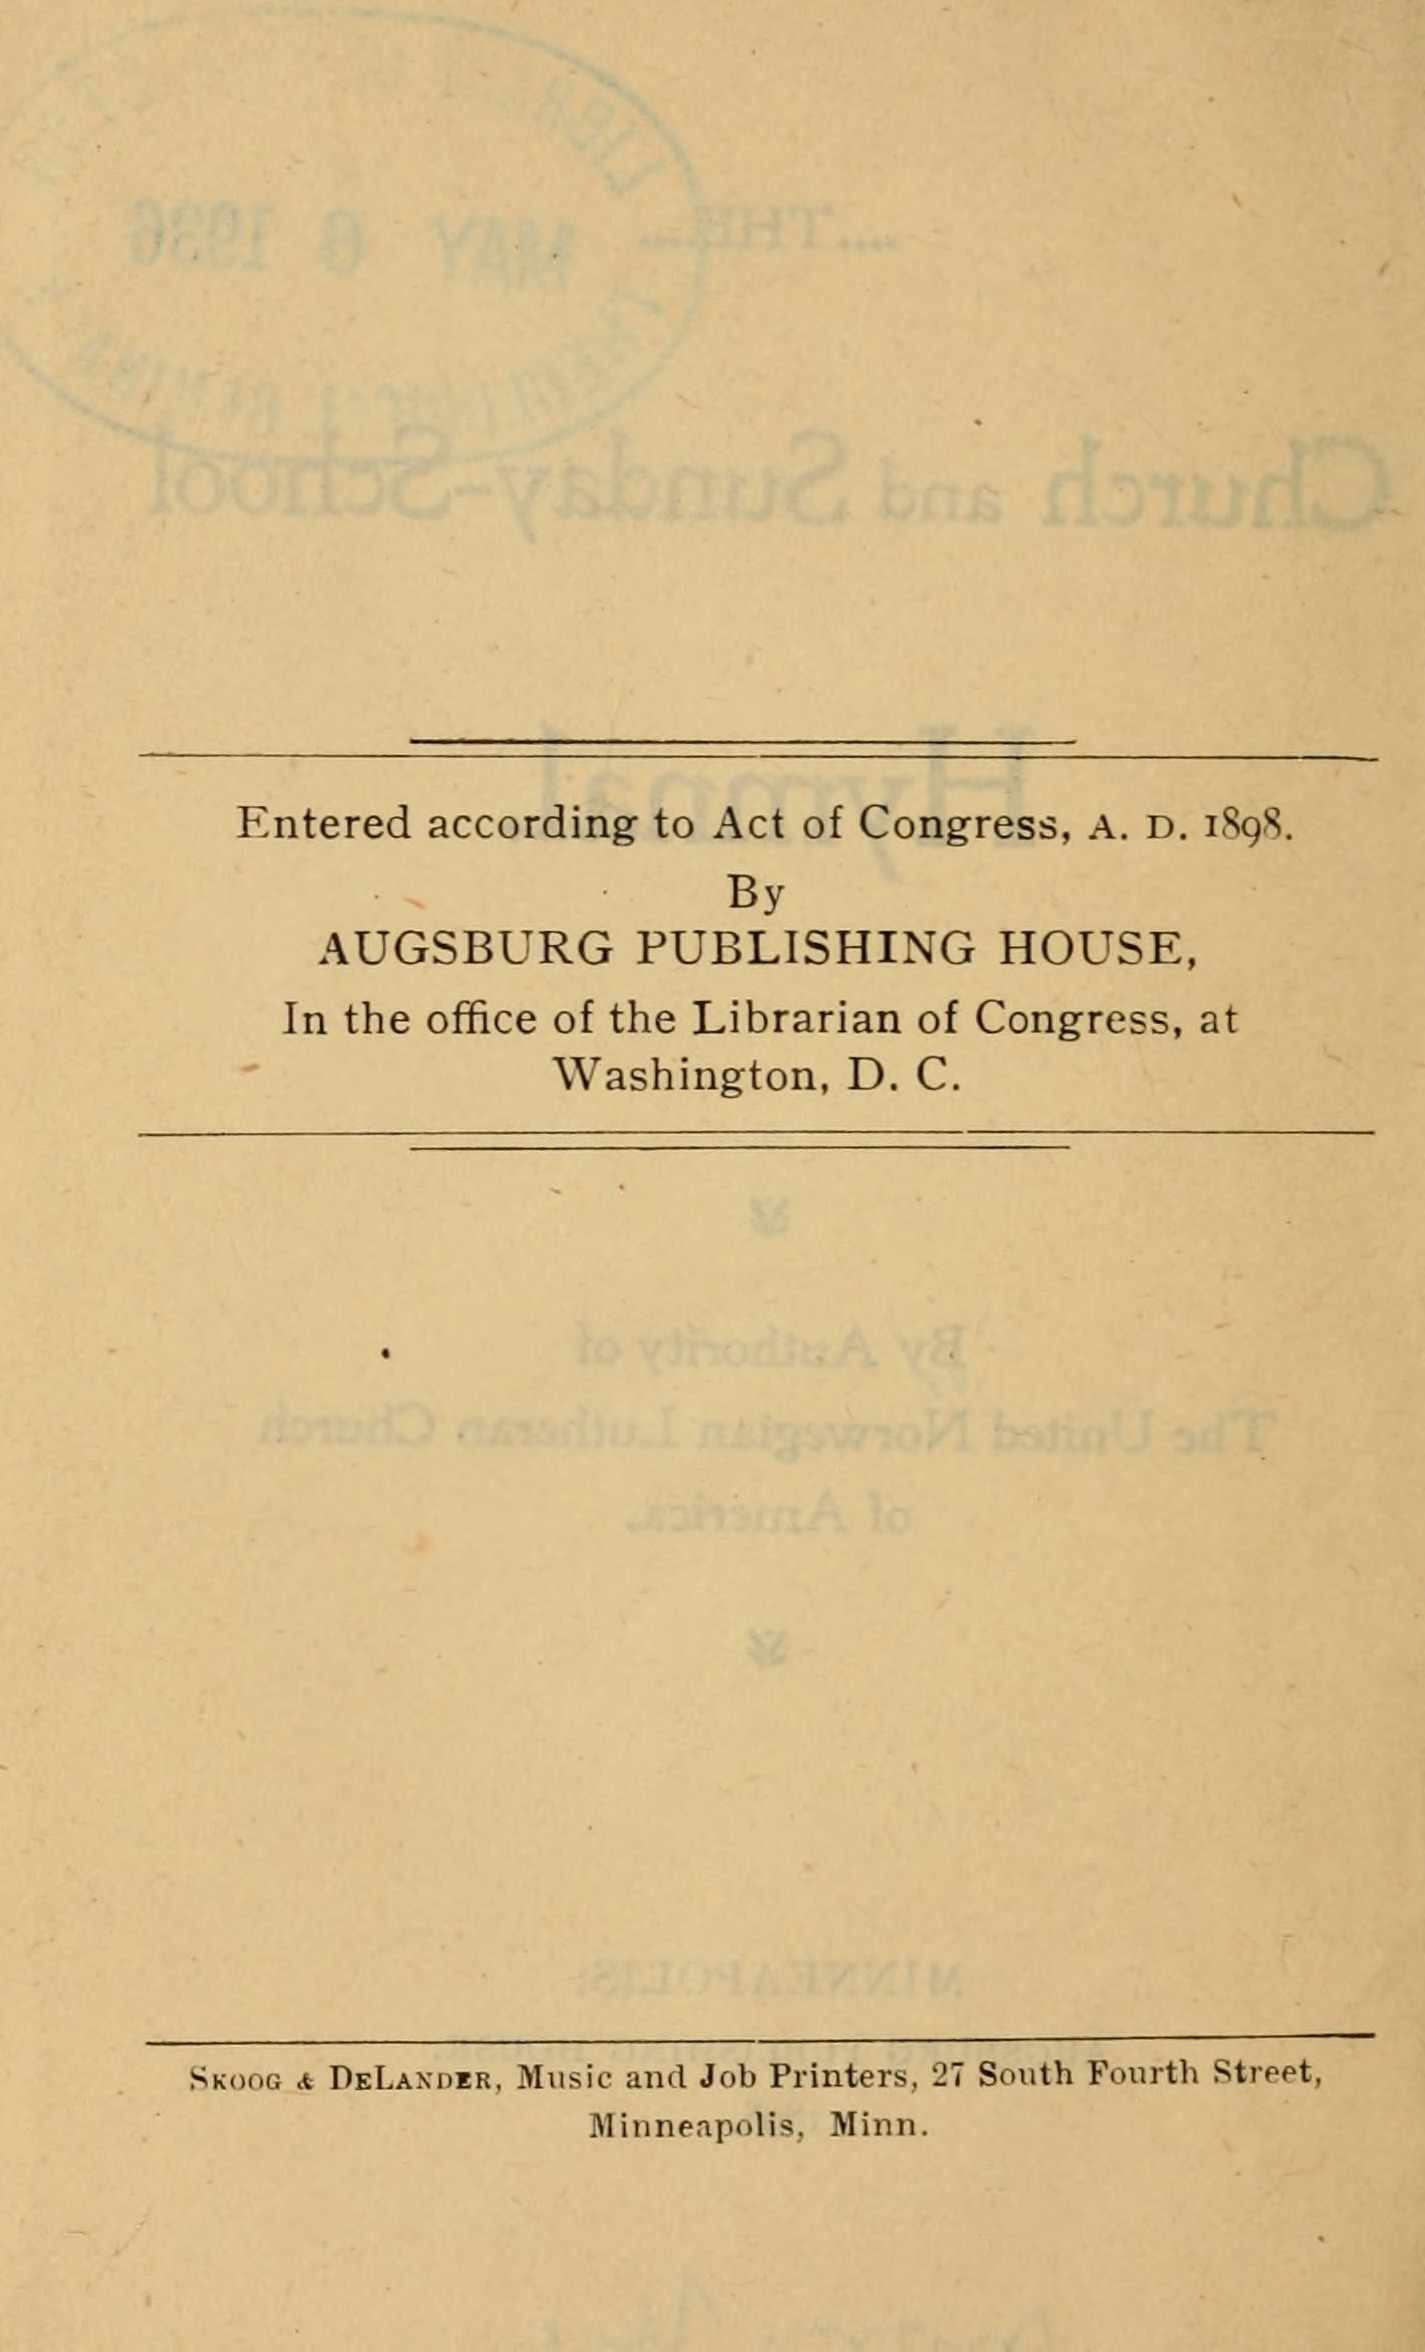 Entered according to Act of Congress, A. D. 1898.
By
AUGSBURG PUBLISHING HOUSE,
In the office of the Librarian of Congress, at
Washington, D. C.
SKOOG & DELANDER, Music and Job Printers, 27 South Fourth Street,
Minneapolis, Minn.